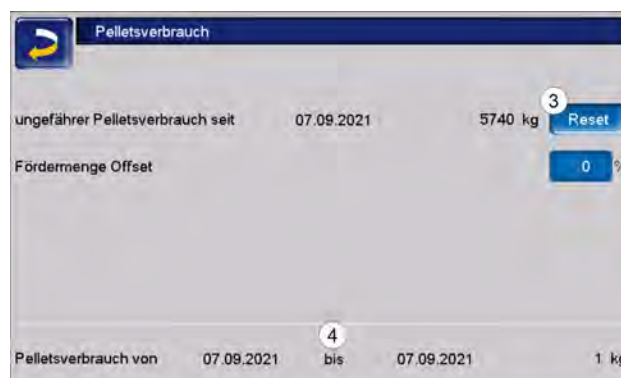 Pelletsverbrauch
3
ungefährer Pelletsverbrauch seit 07.09.2021 5740 kg Reset
Fördermenge Offset 0 %
4
Pelletsverbrauch von 07.09.2021 bis 07.09.2021 1 kg